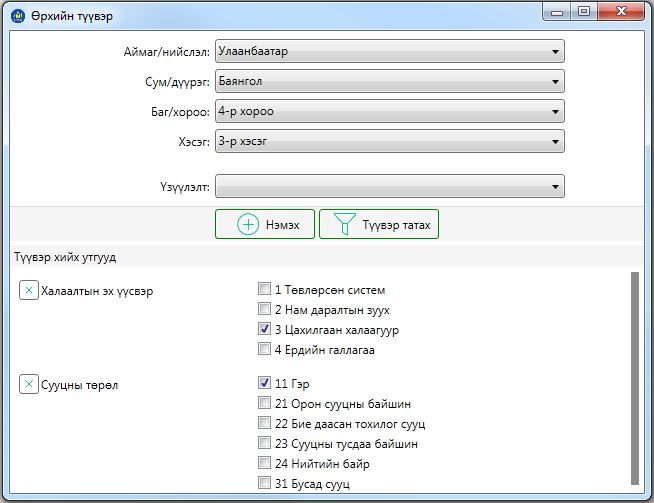 Өрхийн түүвэр
Аймаг/нийслэл: Улаанбаатар
Сум/дүүрэг: Баянгол
Баг/хороо: 4-р хороо
Хэсэг: 3-р хэсэг
Үзүүлэлт:
Нэмэх Түүвэр татах
Түүвэр хийх утгууд
Халаалтын эх үүсвэр
1 Төвлөрсөн систем
2 Нам даралтын зуух
3 Цахилгаан халаагуур
4 Ердийн галлагаа
Сууцны төрөл
11 Гэр
21 Орон сууцны байшин
22 Бие даасан тохилог сууц
23 Сууцны тусдаа байшин
24 Нийтийн байр
31 Бусад сууц